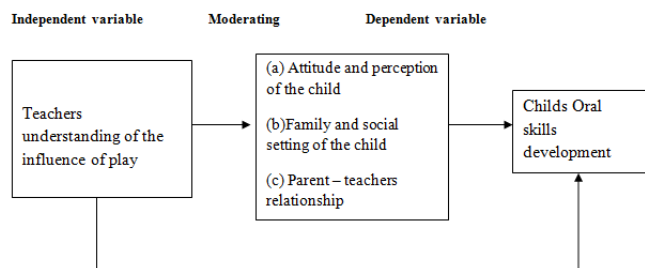 Independent variable Moderating Dependent variable
Teachers
understanding of the
influence of play
(a) Attitude and perception
of the child
(b)Family and social
setting of the child
(c) Parent – teachers
relationship
Childs Oral
skills
development